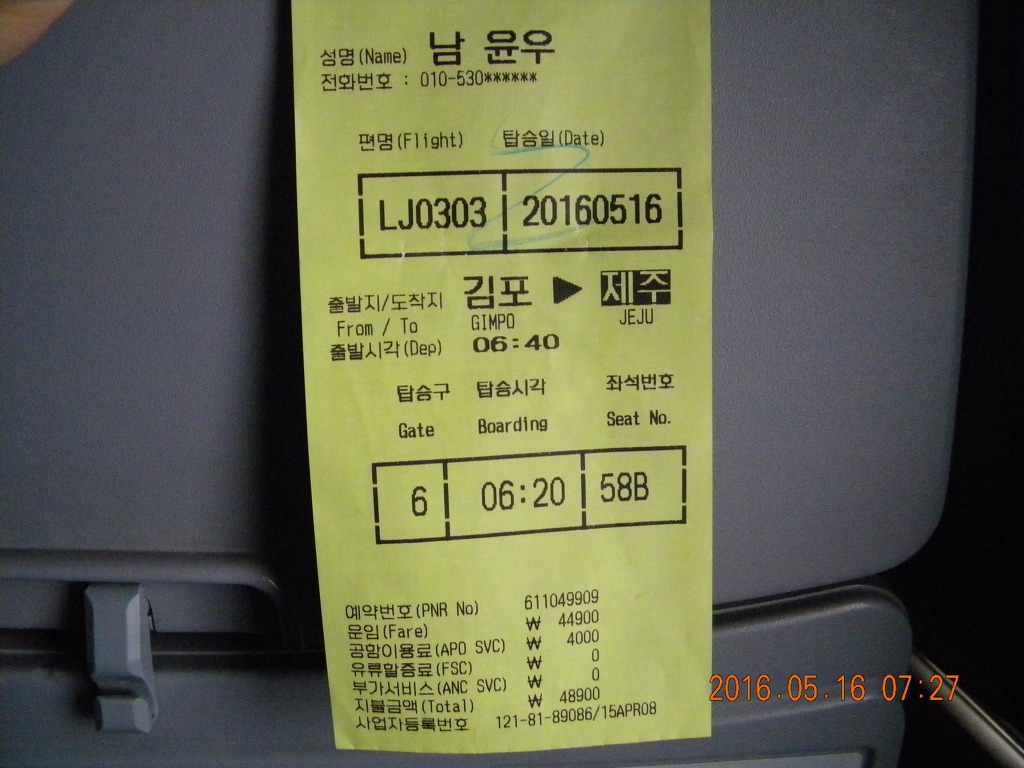 성명(Name) 남 윤우
전화번호 : 010-530******
편명(Flight) 탑승일(Date)
LJ0303 20160516
출발지/도착지 김포 ▶ 제주
From / To GIMPO JEJU
출발시각(Dep) 06:40
탑승구 탑승시각 좌석번호
Gate Boarding Seat No.
6 06:20 58B
예약번호(PNR No) 611049909
운임(Fare) ₩ 44900
공항이용료(APO SVC) ₩ 4000
유류할증료(FSC) ₩ 0
부가서비스(ANC SVC) ₩ 0
지불금액(Total) ₩ 48900
사업자등록번호 121-81-89086/15APR08
2016.05.16 07:27